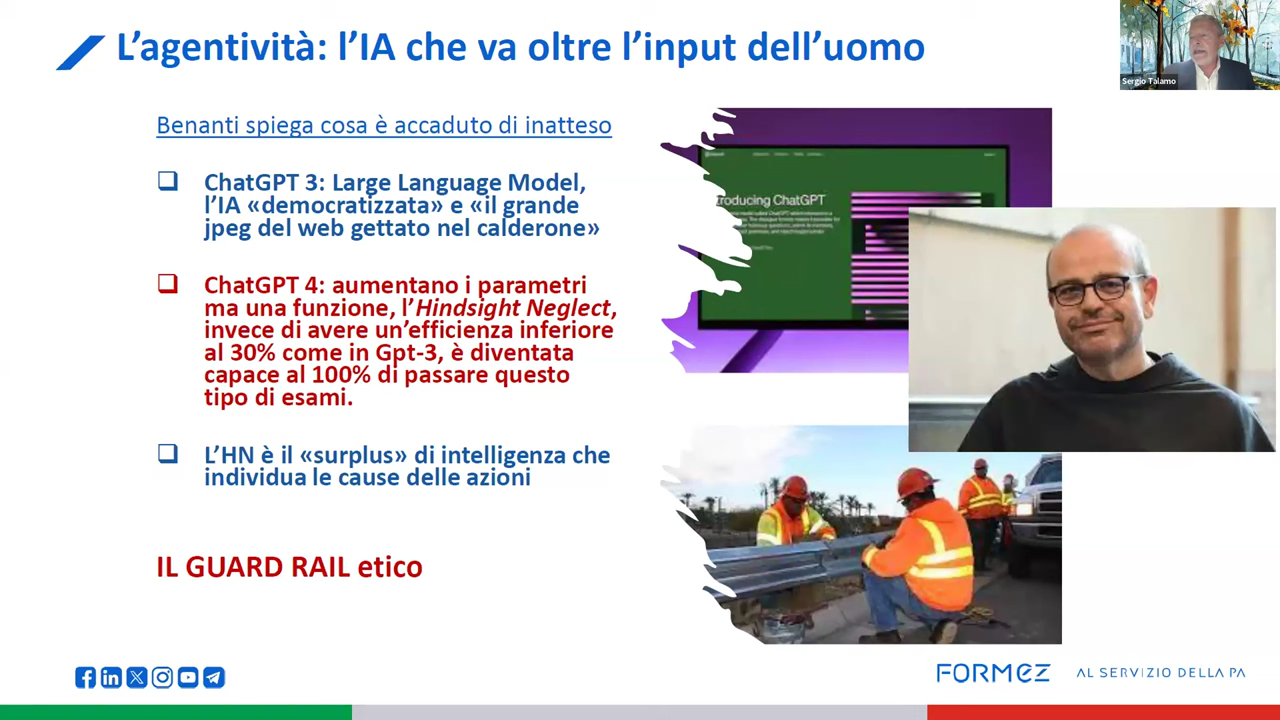 L’agentività: l’IA che va oltre l’input dell’uomo
Sergio Talamo
Benanti spiega cosa è accaduto di inatteso
ChatGPT 3: Large Language Model,
l’IA «democratizzata» e «il grande
jpeg del web gettato nel calderone»
ChatGPT 4: aumentano i parametri
ma una funzione, l’Hindsight Neglect,
invece di avere un’efficienza inferiore
al 30% come in Gpt-3, è diventata
capace al 100% di passare questo
tipo di esami.
L’HN è il «surplus» di intelligenza che
individua le cause delle azioni
IL GUARD RAIL etico
troducing ChatGPT
FORMEZ
AL SERVIZIO DELLA PA